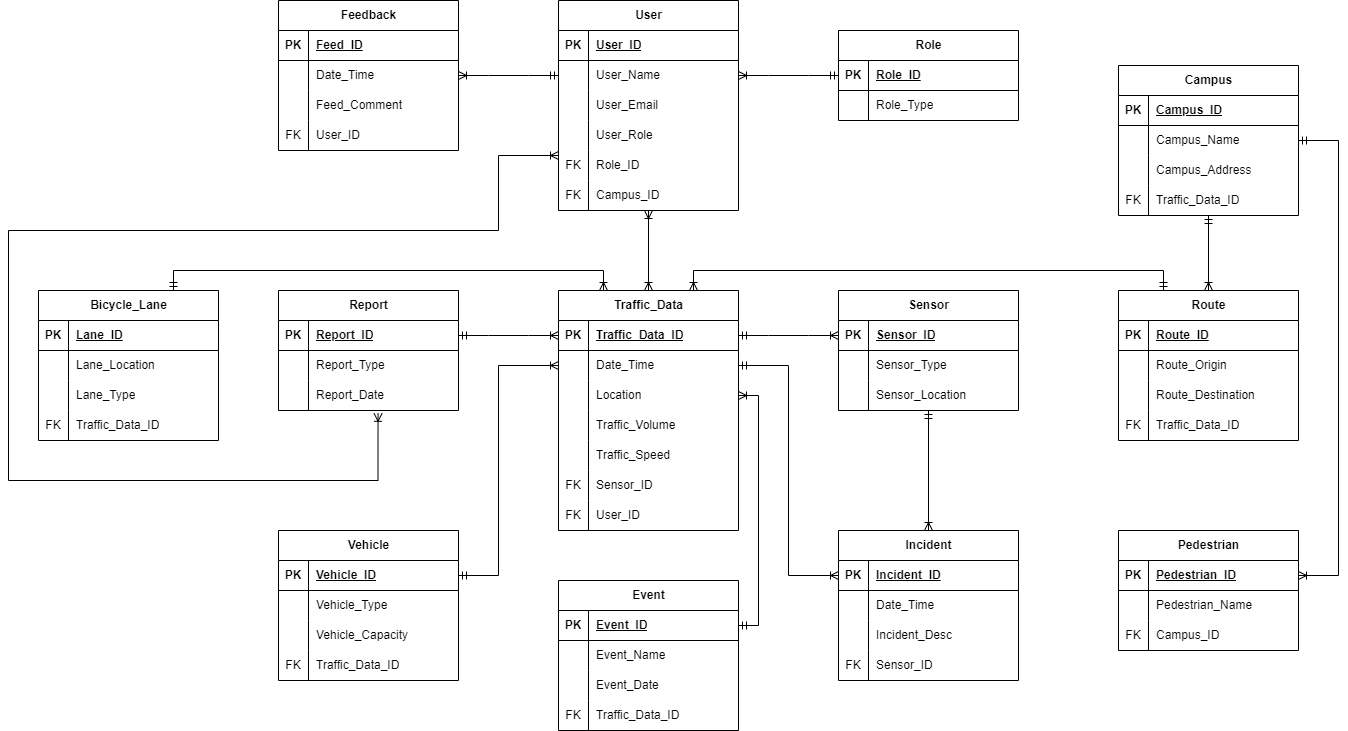 Feedback
PK Feed_ID
Date_Time
Feed_Comment
FK User_ID
User
PK User_ID
User_Name
User_Email
User_Role
FK Role_ID
FK Campus_ID
Role
PK Role_ID
Role_Type
Campus
PK Campus_ID
Campus_Name
Campus_Address
FK Traffic_Data_ID
Bicycle_Lane
PK Lane_ID
Lane_Location
Lane_Type
FK Traffic_Data_ID
Report
PK Report_ID
Report_Type
Report_Date
Traffic_Data
PK Traffic_Data_ID
Date_Time
Location
Traffic_Volume
Traffic_Speed
FK Sensor_ID
FK User_ID
Sensor
PK Sensor_ID
Sensor_Type
Sensor_Location
Route
PK Route_ID
Route_Origin
Route_Destination
FK Traffic_Data_ID
Vehicle
PK Vehicle_ID
Vehicle_Type
Vehicle_Capacity
FK Traffic_Data_ID
Event
PK Event_ID
Event_Name
Event_Date
FK Traffic_Data_ID
Incident
PK Incident_ID
Date_Time
Incident_Desc
FK Sensor_ID
Pedestrian
PK Pedestrian_ID
Pedestrian_Name
FK Campus_ID